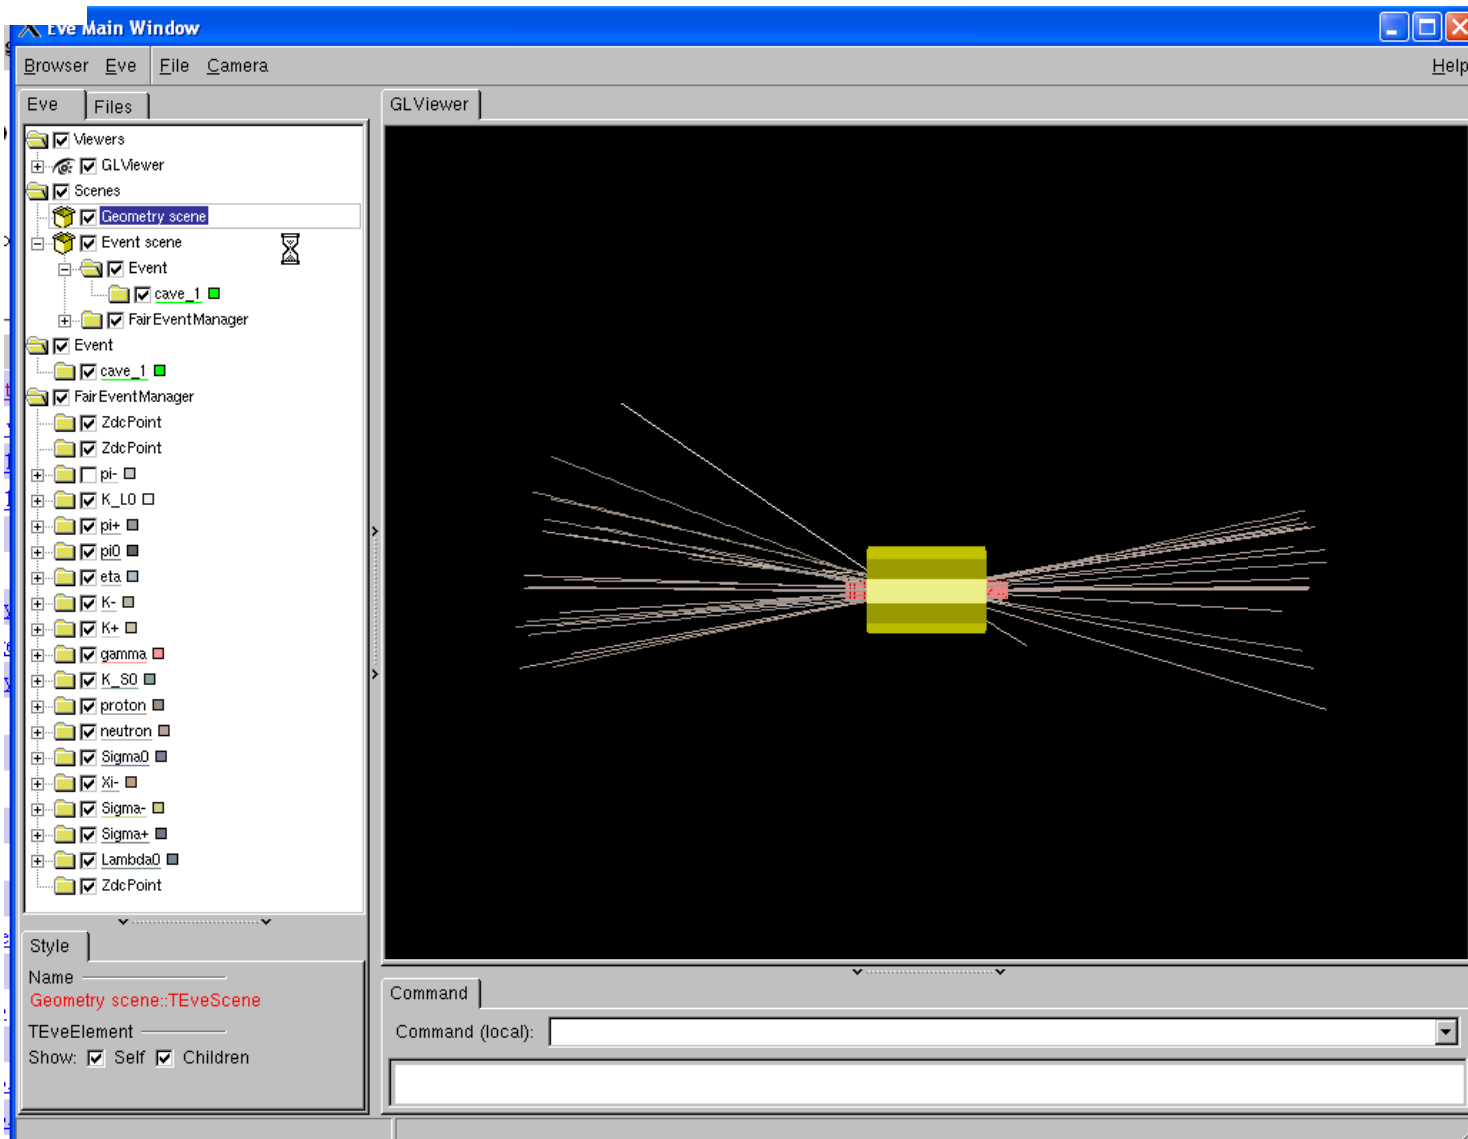 Eve Main Window
Browser Eve File Camera Help
Eve Files
GLViewer
Viewers
GLViewer
Scenes
Geometry scene
Event scene
Event
cave_1
FairEventManager
Event
cave_1
FairEventManager
ZdcPoint
ZdcPoint
pi-
K_L0
pi+
pi0
eta
K-
K+
gamma
K_S0
proton
neutron
Sigma0
Xi-
Sigma-
Sigma+
Lambda0
ZdcPoint
Style
Name
Geometry scene::TEveScene
TEveElement
Show: Self Children
Command
Command (local):